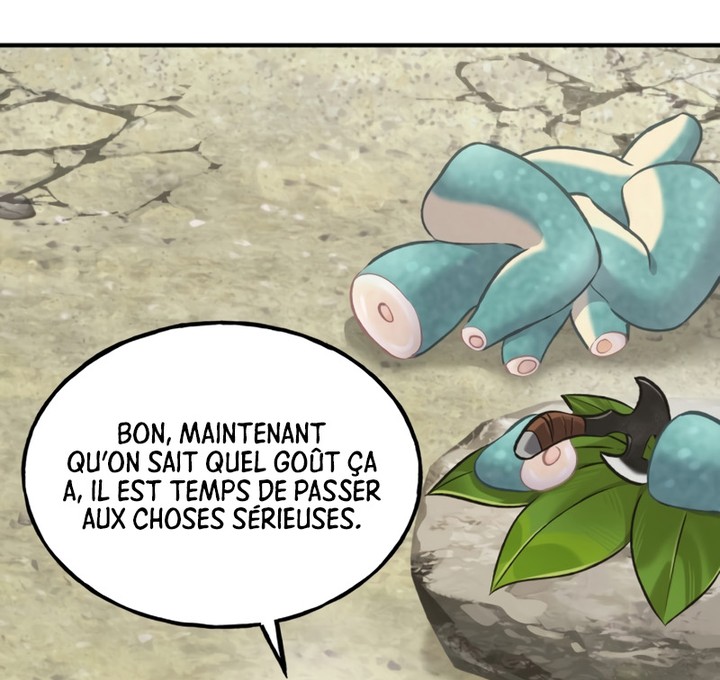 BON, MAINTENANT
QU'ON SAIT QUEL GOÛT ÇA
A, IL EST TEMPS DE PASSER
AUX CHOSES SÉRIEUSES.